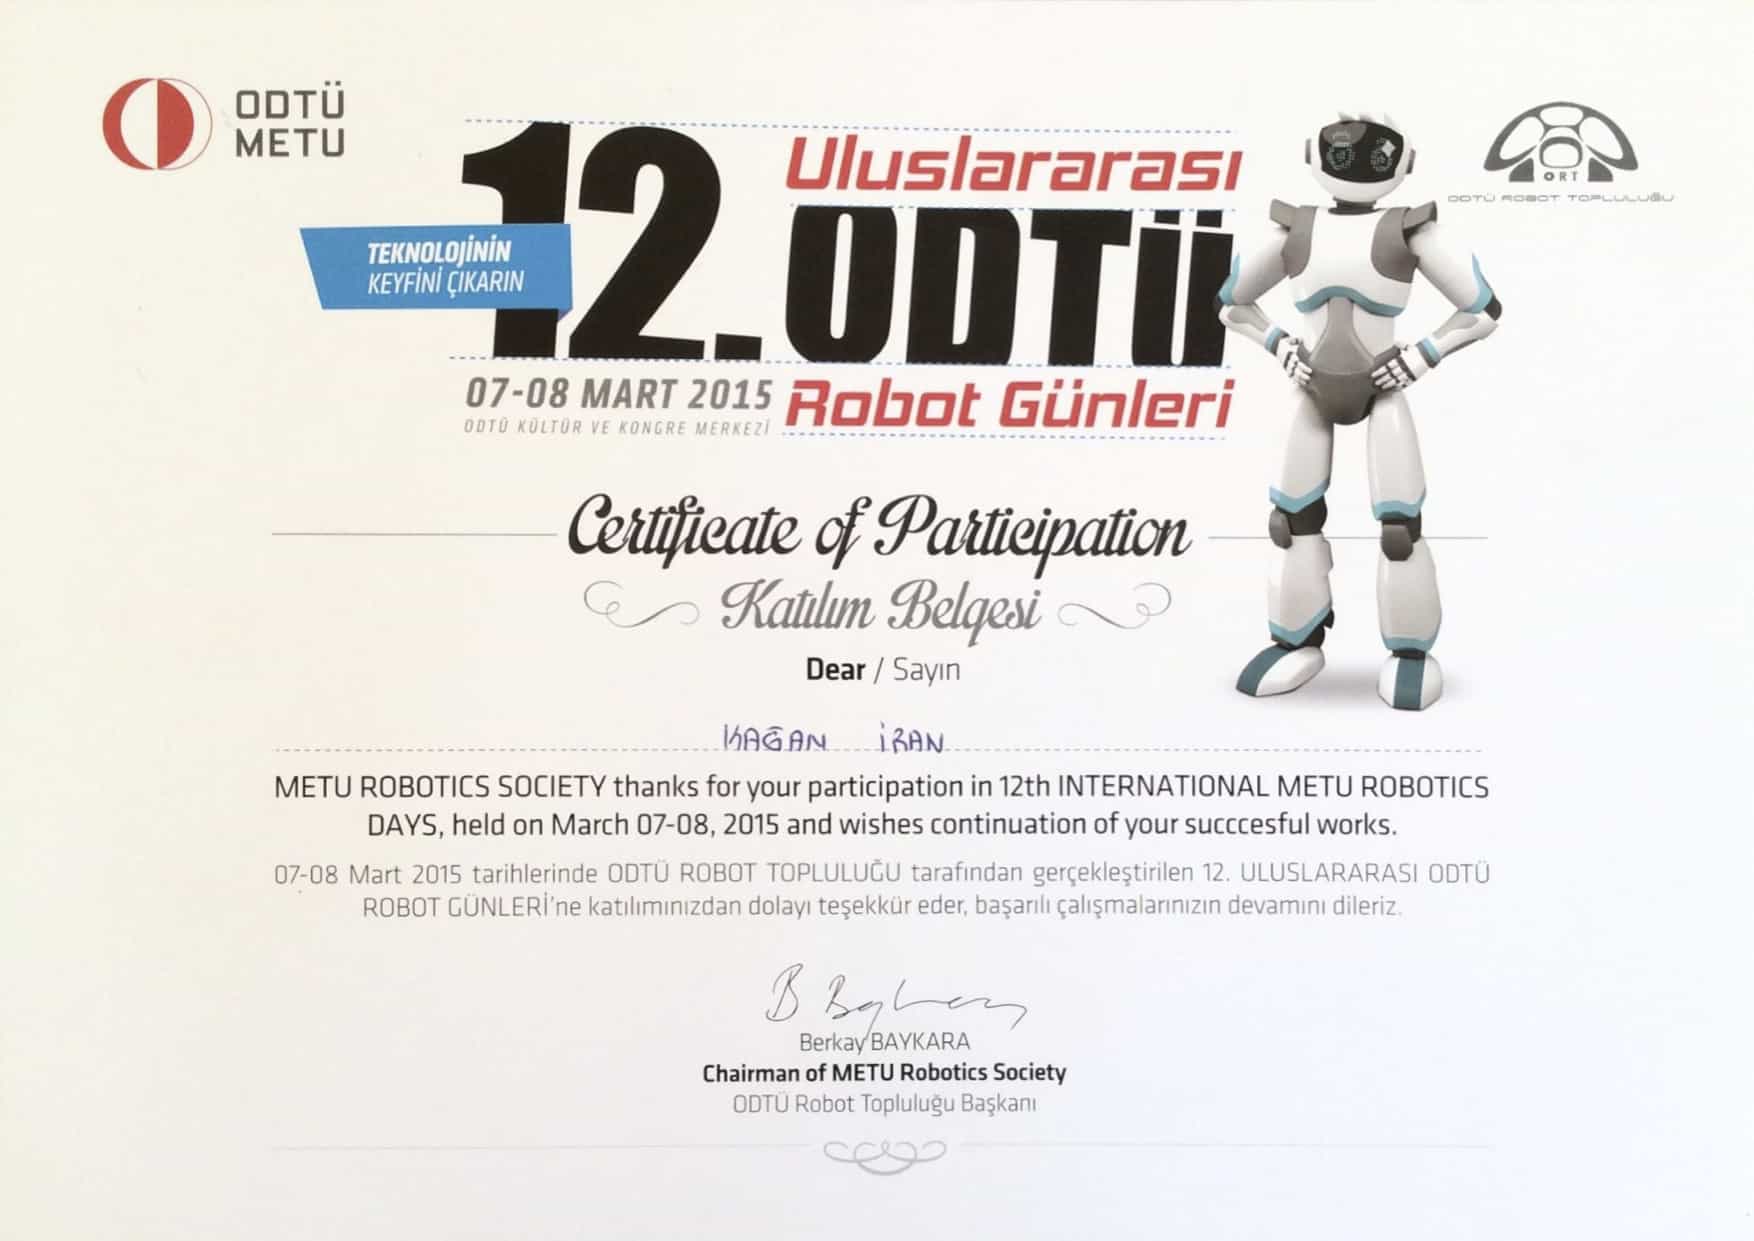 ODTÜ
METU
12. Uluslararası
ODTÜ
Robot Günleri
TEKNOLOJİNİN
KEYFİNİ ÇIKARIN
07-08 MART 2015
ODTÜ KÜLTÜR VE KONGRE MERKEZİ
ORT
ODTÜ ROBOT TOPLULUĞU
Certificate of Participation
Katılım Belgesi
Dear / Sayın
KAĞAN İRAN
METU ROBOTICS SOCIETY thanks for your participation in 12th INTERNATIONAL METU ROBOTICS
DAYS, held on March 07-08, 2015 and wishes continuation of your succcesful works.
07-08 Mart 2015 tarihlerinde ODTÜ ROBOT TOPLULUĞU tarafından gerçekleştirilen 12. ULUSLARARASI ODTÜ
ROBOT GÜNLERİ'ne katılımınızdan dolayı teşekkür eder, başarılı çalışmalarınızın devamını dileriz.
Berkay BAYKARA
Chairman of METU Robotics Society
ODTÜ Robot Topluluğu Başkanı